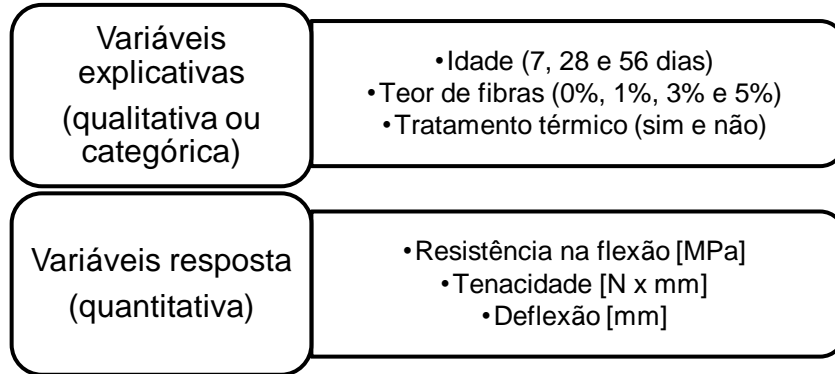 Variáveis
explicativas
(qualitativa ou
categórica)
•Idade (7, 28 e 56 dias)
•Teor de fibras (0%, 1%, 3% e 5%)
•Tratamento térmico (sim e não)
Variáveis resposta
(quantitativa)
•Resistência na flexão [MPa]
•Tenacidade [N x mm]
•Deflexão [mm]